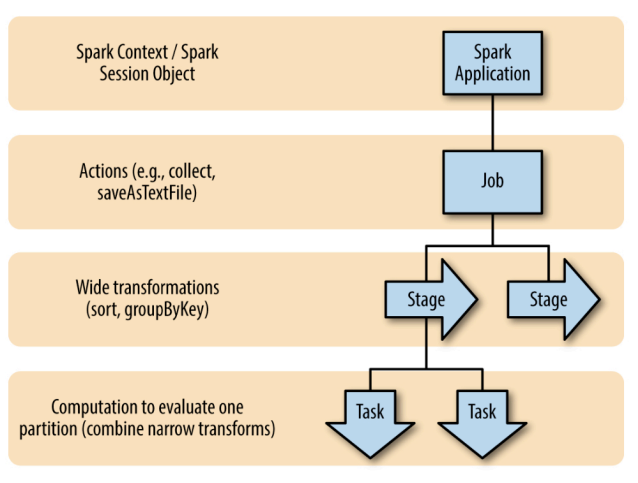 Spark Context / Spark
Session Object
Spark
Application
Actions (e.g., collect,
saveAsTextFile)
Job
Wide transformations
(sort, groupByKey)
Stage
Stage
Computation to evaluate one
partition (combine narrow transforms)
Task
Task